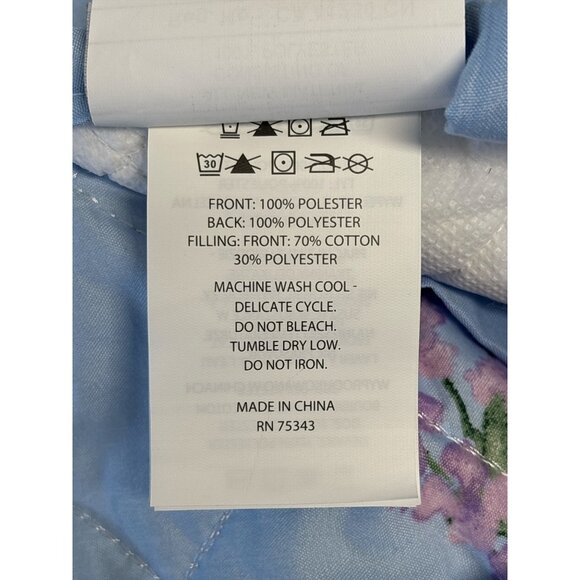 30
FRONT: 100% POLESTER
BACK: 100% POLYESTER
FILLING: FRONT: 70% COTTON
30% POLYESTER
MACHINE WASH COOL -
DELICATE CYCLE.
DO NOT BLEACH.
TUMBLE DRY LOW.
DO NOT IRON.
MADE IN CHINA
RN 75343